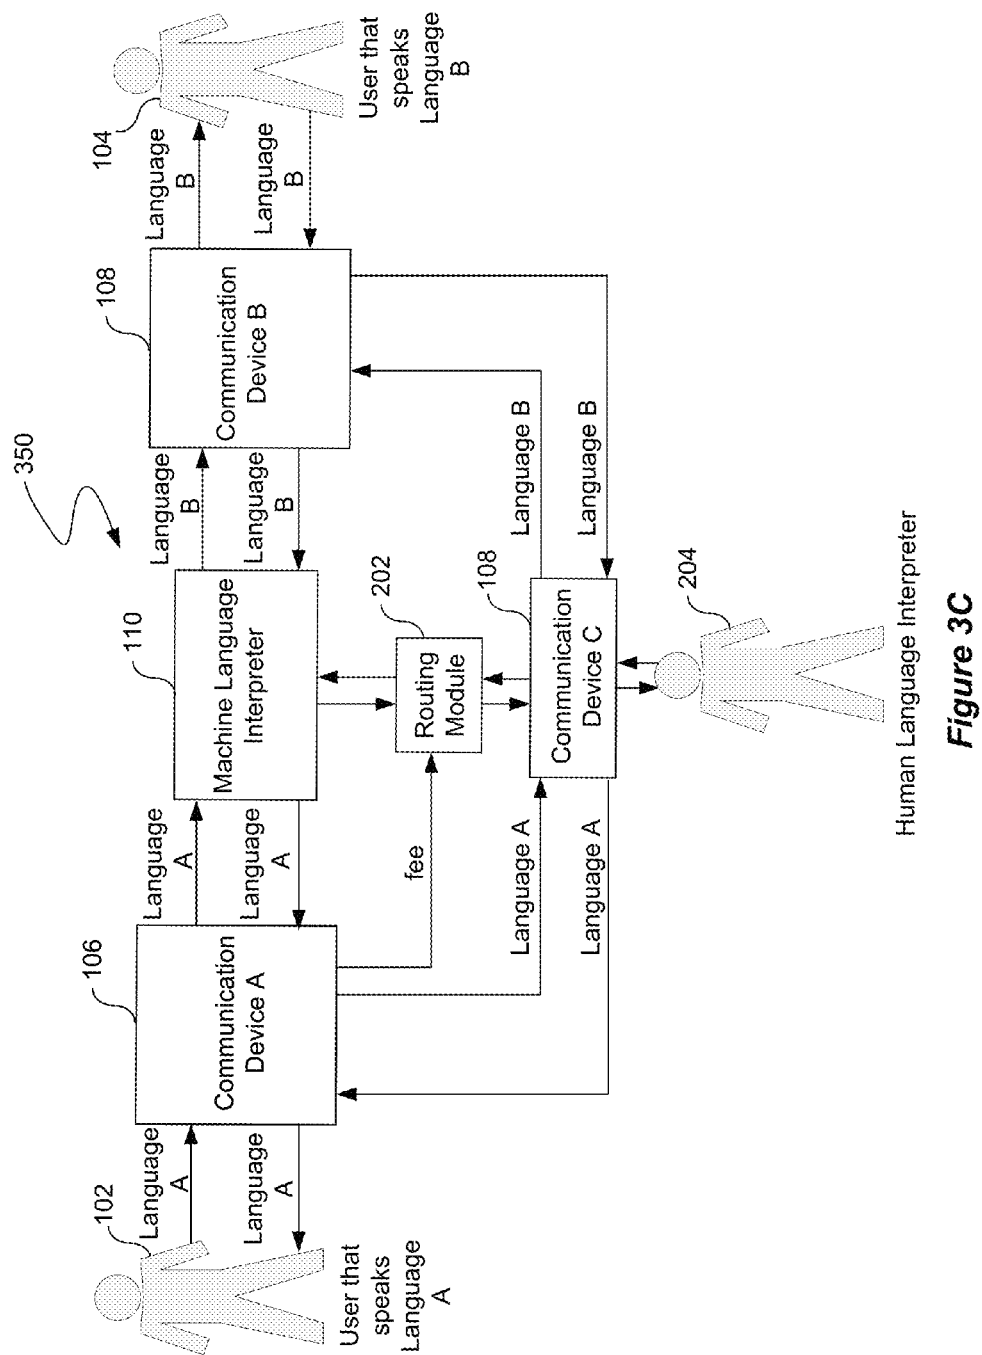 350
102
106
110
108
104
Language
A
Language
A
Language
B
Language
B
Communication
Device A
Machine Language
Interpreter
Communication
Device B
Language
A
Language
A
Language
B
Language
B
User that
speaks
Language
A
User that
speaks
Language
B
fee
202
Routing
Module
Language A
108
Language B
Communication
Device C
Language A
Language B
204
Human Language Interpreter
Figure 3C